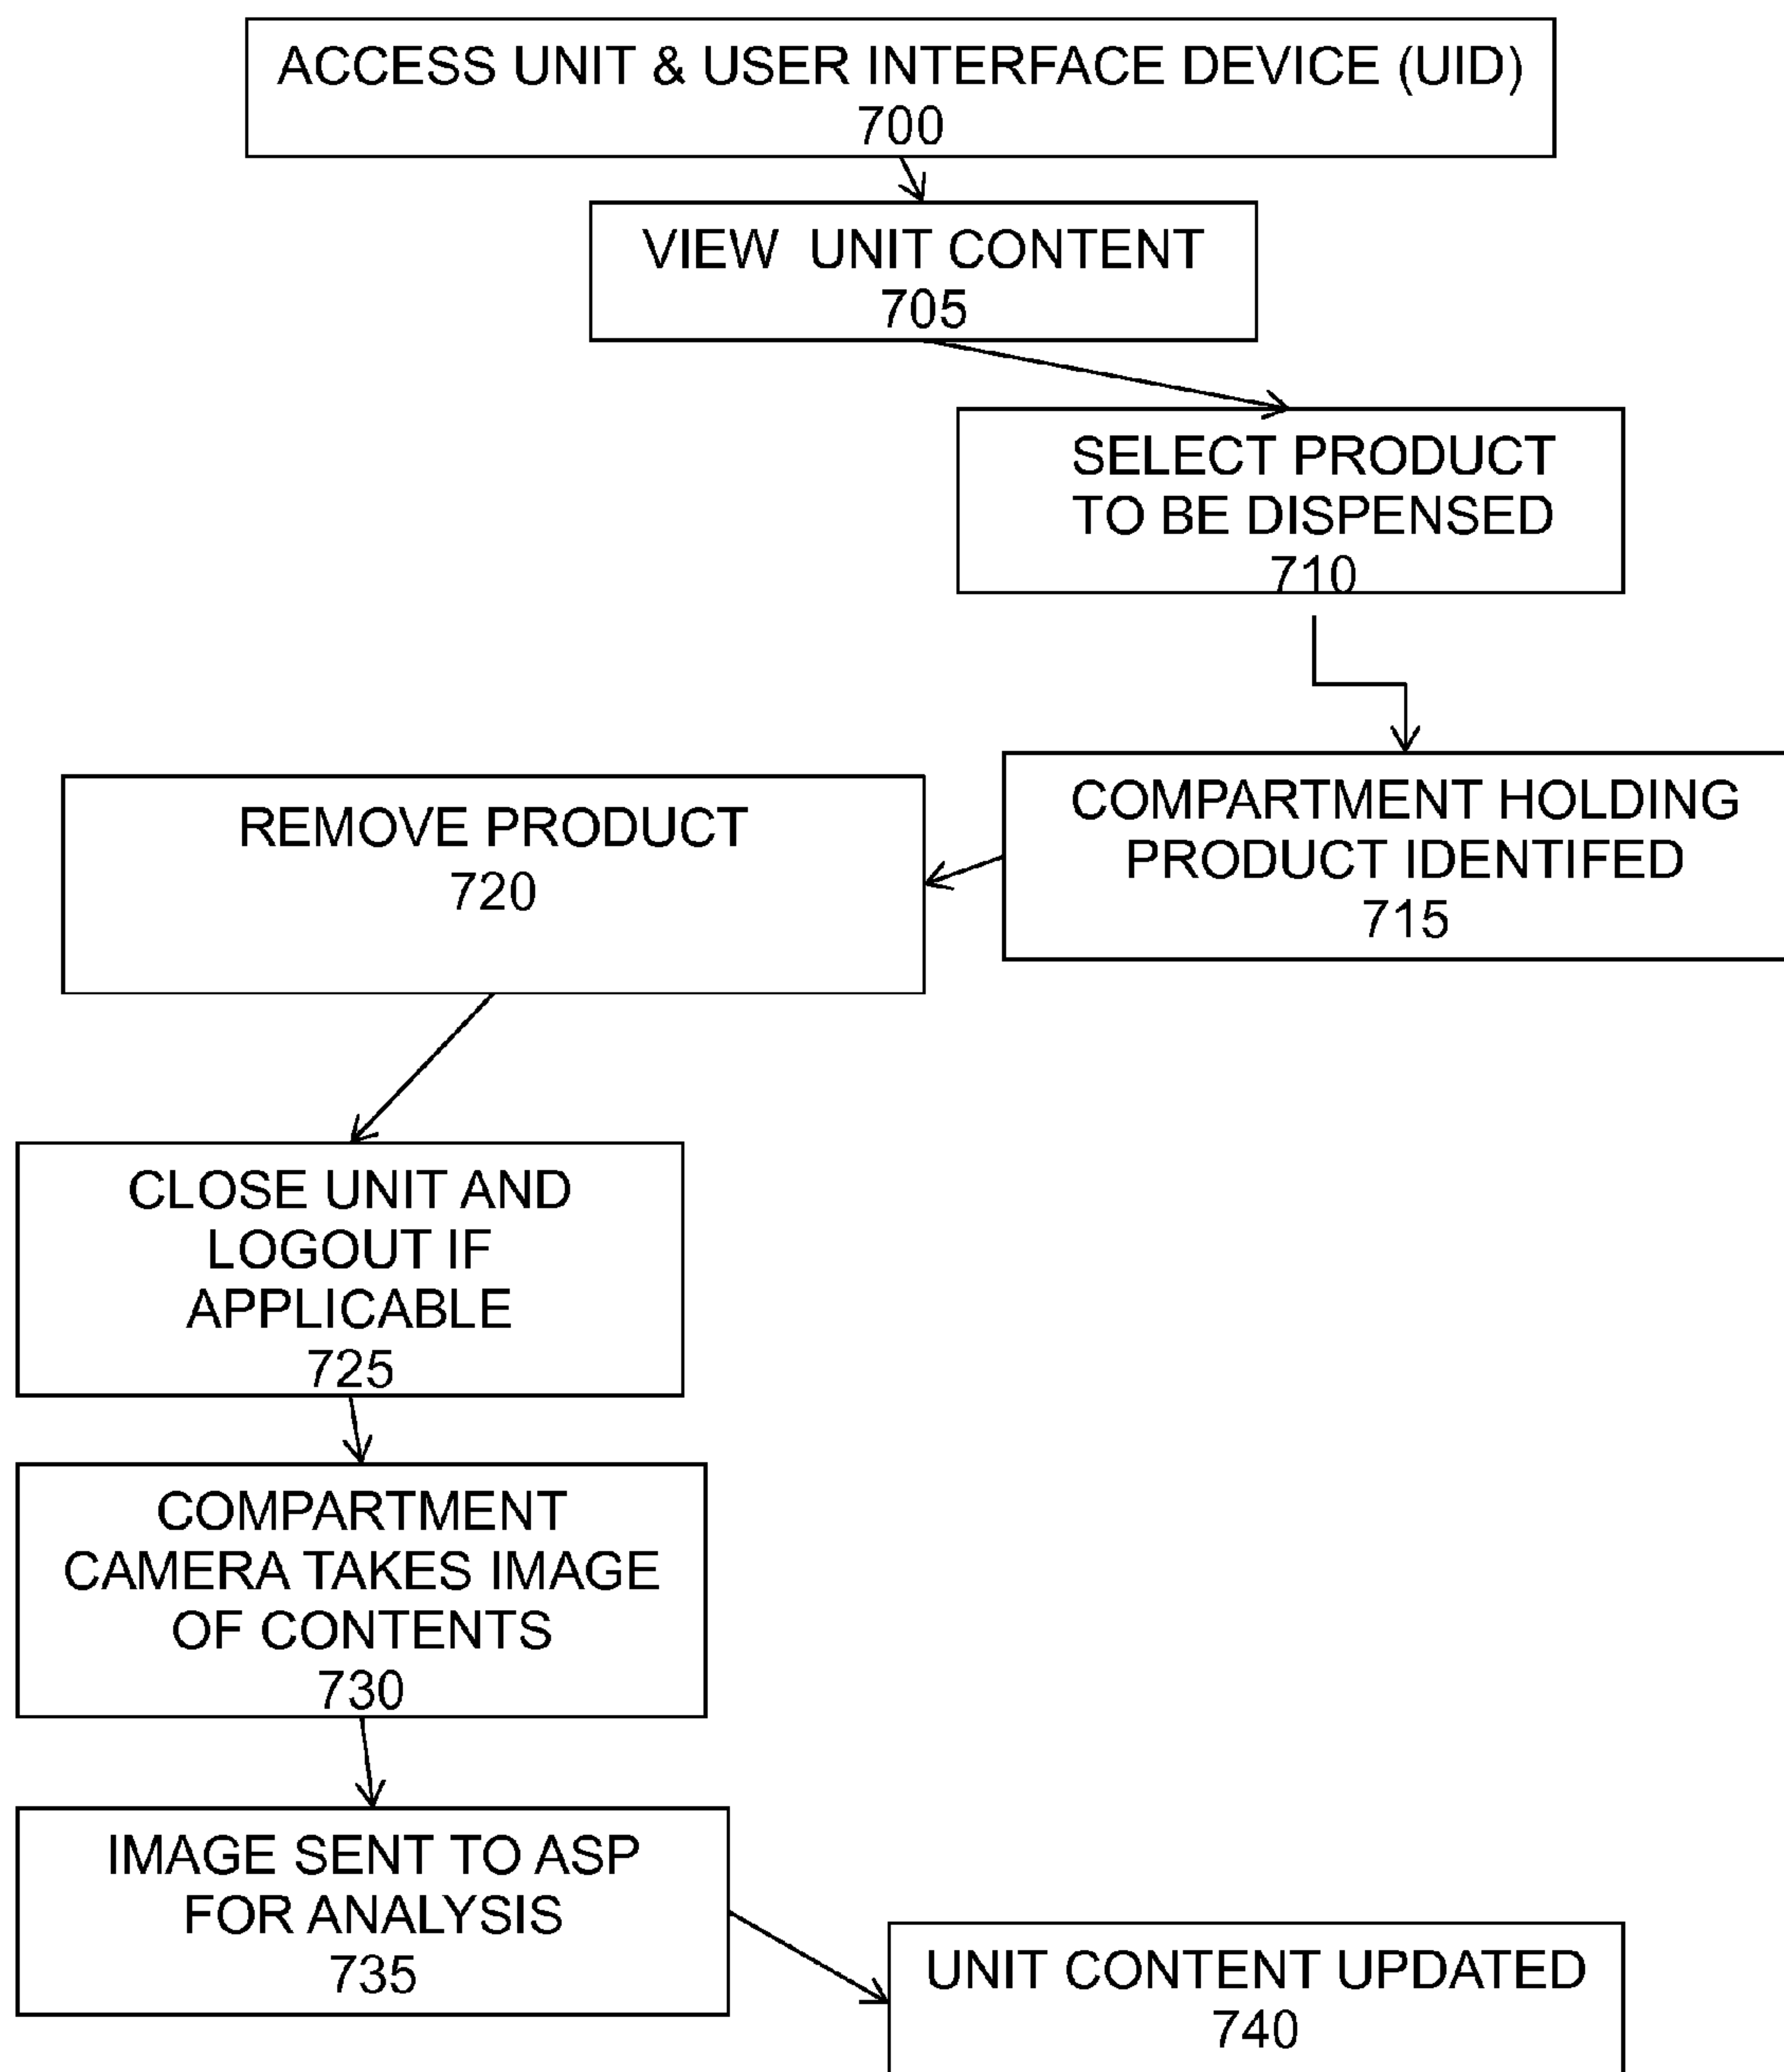 ACCESS UNIT & USER INTERFACE DEVICE (UID)
700
VIEW UNIT CONTENT
705
SELECT PRODUCT
TO BE DISPENSED
710
COMPARTMENT HOLDING
PRODUCT IDENTIFED
715
REMOVE PRODUCT
720
CLOSE UNIT AND
LOGOUT IF
APPLICABLE
725
COMPARTMENT
CAMERA TAKES IMAGE
OF CONTENTS
730
IMAGE SENT TO ASP
FOR ANALYSIS
735
UNIT CONTENT UPDATED
740